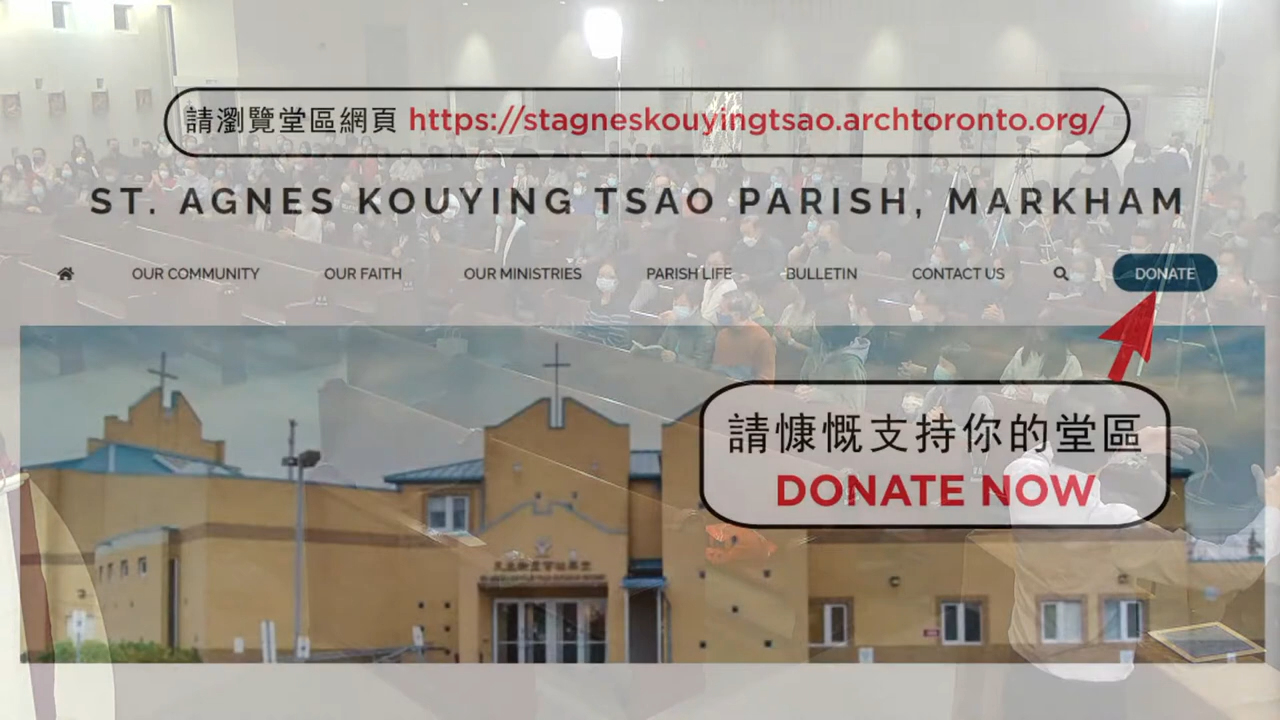 請瀏覽堂區網頁 https://stagneskouyingtsao.archtoronto.org/
ST. AGNES KOUYING TSAO PARISH, MARKHAM
OUR COMMUNITY OUR FAITH OUR MINISTRIES PARISH LIFE BULLETIN CONTACT US DONATE
請慷慨支持你的堂區
DONATE NOW